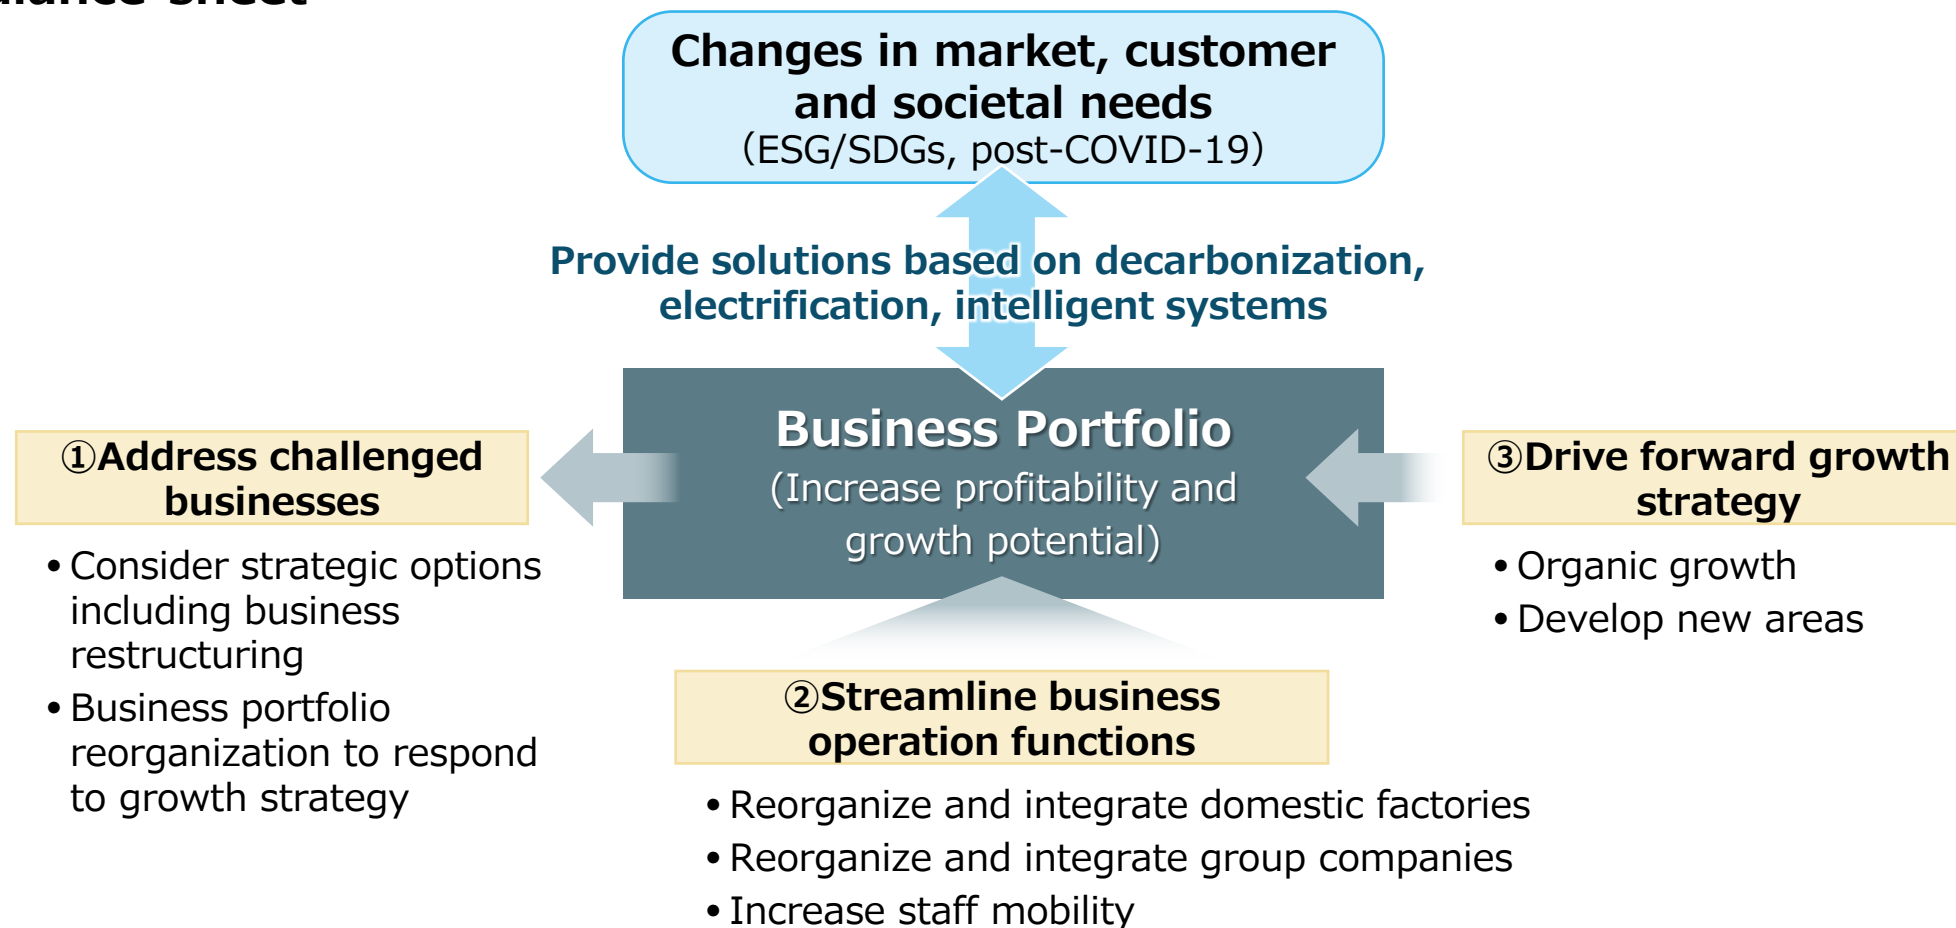 sheet
Changes in market, customer
and societal needs
（ESG/SDGs, post-COVID-19）
Provide solutions based on decarbonization,
electrification, intelligent systems
Business Portfolio
(Increase profitability and
growth potential)
①Address challenged
businesses
• Consider strategic options
including business
restructuring
• Business portfolio
reorganization to respond
to growth strategy
②Streamline business
operation functions
• Reorganize and integrate domestic factories
• Reorganize and integrate group companies
• Increase staff mobility
③Drive forward growth
strategy
• Organic growth
• Develop new areas